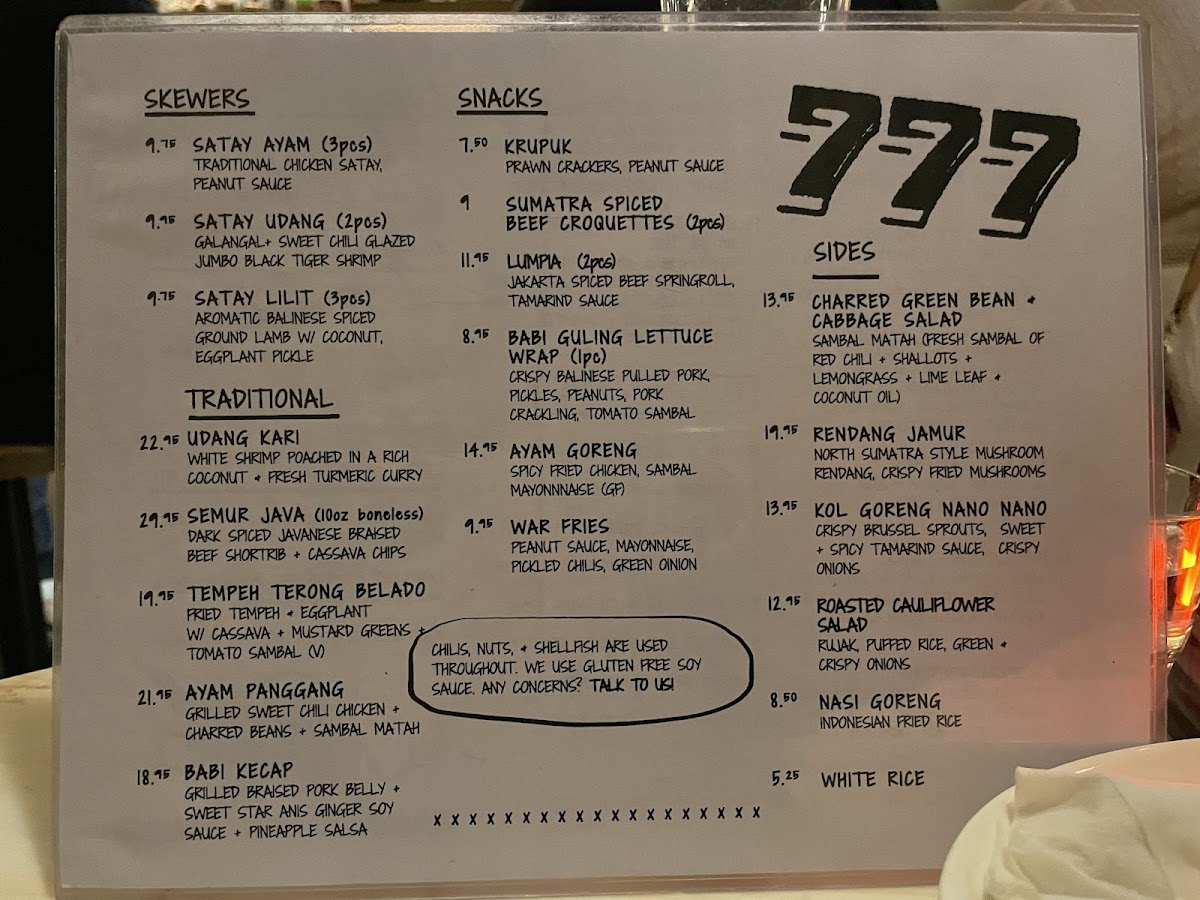 SKEWERS
9.75 SATAY AYAM (3pcs)
TRADITIONAL CHICKEN SATAY,
PEANUT SAUCE
9.95 SATAY UDANG (2pcs)
GALANGAL+ SWEET CHILI GLAZED
JUMBO BLACK TIGER SHRIMP
9.75 SATAY LILIT (3pcs)
AROMATIC BALINESE SPICED
GROUND LAMB W/ COCONUT,
EGGPLANT PICKLE
TRADITIONAL
22.95 UDANG KARI
WHITE SHRIMP POACHED IN A RICH
COCONUT + FRESH TURMERIC CURRY
29.95 SEMUR JAVA (10oz boneless)
DARK SPICED JAVANESE BRAISED
BEEF SHORTRIB + CASSAVA CHIPS
19.95 TEMPEH TERONG BELADO
FRIED TEMPEH + EGGPLANT
W/ CASSAVA + MUSTARD GREENS +
TOMATO SAMBAL (V)
21.95 AYAM PANGGANG
GRILLED SWEET CHILI CHICKEN +
CHARRED BEANS + SAMBAL MATAH
18.95 BABI KECAP
GRILLED BRAISED PORK BELLY +
SWEET STAR ANIS GINGER SOY
SAUCE + PINEAPPLE SALSA
SNACKS
7.50 KRUPUK
PRAWN CRACKERS, PEANUT SAUCE
9 SUMATRA SPICED
BEEF CROQUETTES (2pcs)
11.95 LUMPIA (2pcs)
JAKARTA SPICED BEEF SPRINGROLL,
TAMARIND SAUCE
8.95 BABI GULING LETTUCE
WRAP (1pc)
CRISPY BALINESE PULLED PORK,
PICKLES, PEANUTS, PORK
CRACKLING, TOMATO SAMBAL
14.95 AYAM GORENG
SPICY FRIED CHICKEN, SAMBAL
MAYONNNAISE (GF)
9.95 WAR FRIES
PEANUT SAUCE, MAYONNAISE,
PICKLED CHILIS, GREEN OINION
CHILIS, NUTS, + SHELLFISH ARE USED
THROUGHOUT. WE USE GLUTEN FREE SOY
SAUCE. ANY CONCERNS? TALK TO US!
X X X X X X X X X X X X X X X X X X X
777
SIDES
13.95 CHARRED GREEN BEAN +
CABBAGE SALAD
SAMBAL MATAH (FRESH SAMBAL OF
RED CHILI + SHALLOTS +
LEMONGRASS + LIME LEAF +
COCONUT OIL)
19.95 RENDANG JAMUR
NORTH SUMATRA STYLE MUSHROOM
RENDANG, CRISPY FRIED MUSHROOMS
13.95 KOL GORENG NANO NANO
CRISPY BRUSSEL SPROUTS, SWEET
+ SPICY TAMARIND SAUCE, CRISPY
ONIONS
12.95 ROASTED CAULIFLOWER
SALAD
RUJAK, PUFFED RICE, GREEN +
CRISPY ONIONS
8.50 NASI GORENG
INDONESIAN FRIED RICE
5.25 WHITE RICE